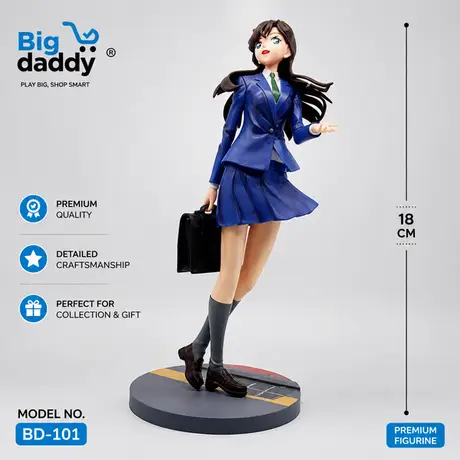 Big
daddy®
PLAY BIG, SHOP SMART
PREMIUM
QUALITY
DETAILED
CRAFTSMANSHIP
PERFECT FOR
COLLECTION & GIFT
18
CM
MODEL NO.
BD-101
PREMIUM
FIGURINE